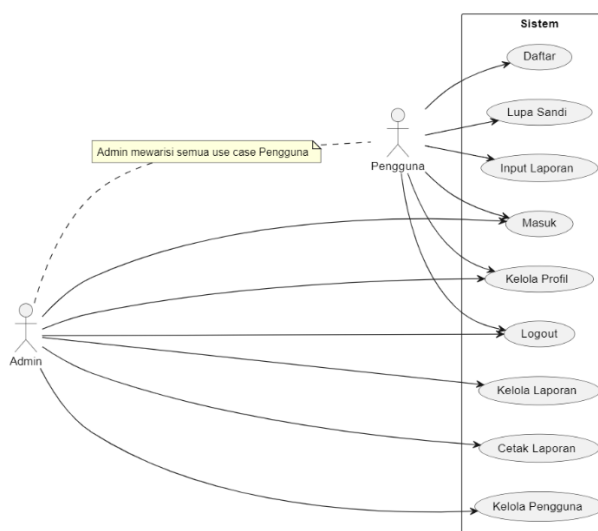 Sistem
Daftar
Lupa Sandi
Admin mewarisi semua use case Pengguna
Pengguna
Input Laporan
Masuk
Kelola Profil
Logout
Admin
Kelola Laporan
Cetak Laporan
Kelola Pengguna